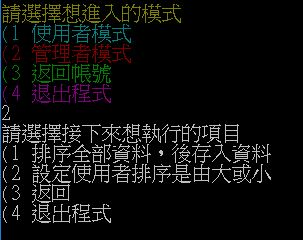 請選擇想進入的模式
(1 使用者模式
(2 管理者模式
(3 返回帳號
(4 退出程式
2
請選擇接下來想執行的項目
(1 排序全部資料，後存入資料
(2 設定使用者排序是由大或小
(3 返回
(4 退出程式